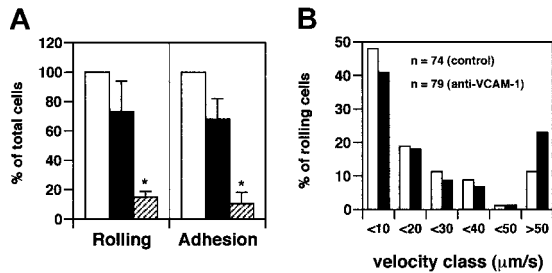 A
% of total cells
120
100
80
60
40
20
0
*
*
Rolling
Adhesion
B
% of rolling cells
50
40
30
20
10
0
n = 74 (control)
n = 79 (anti-VCAM-1)
<10
<20
<30
<40
<50
>50
velocity class (μm/s)